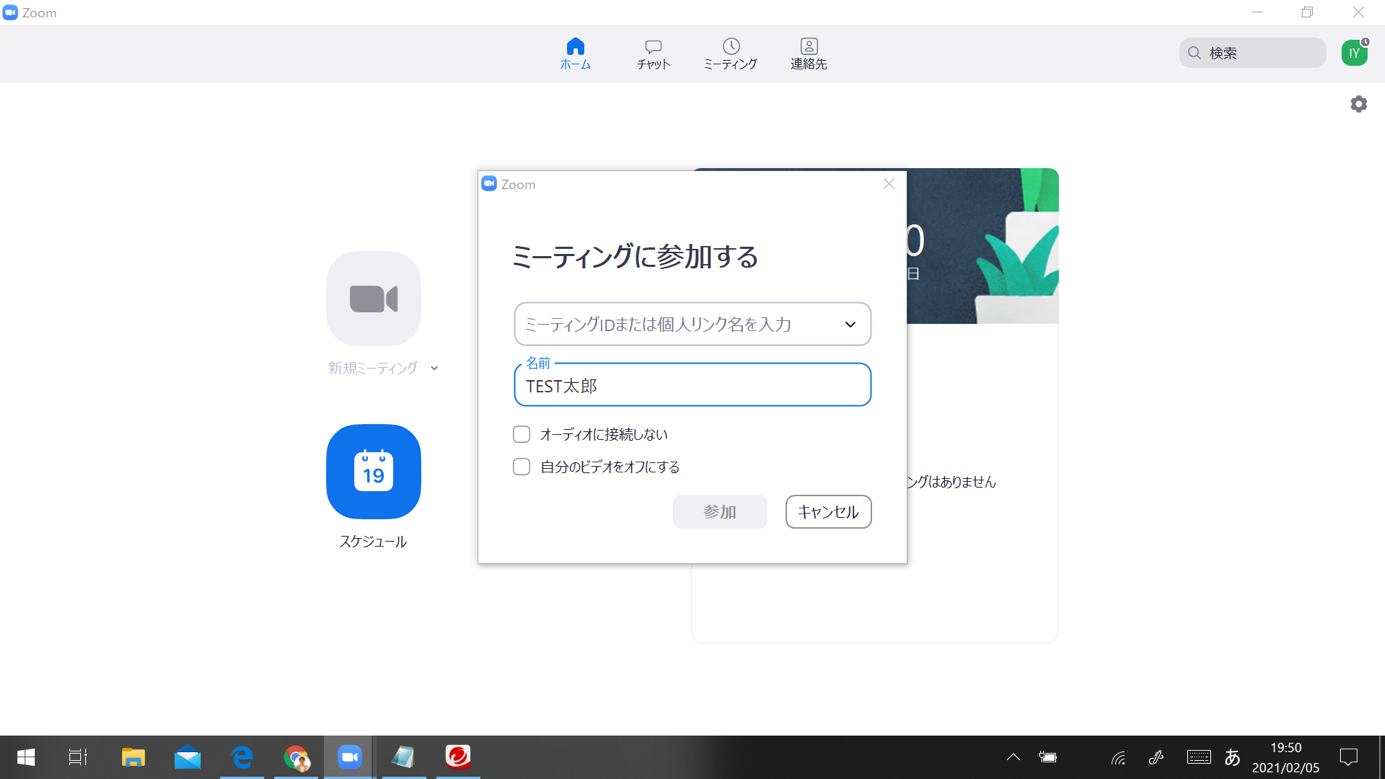 Zoom
ホーム
チャット
ミーティング
連絡先
検索
IY
Zoom
ミーティングに参加する
ミーティングIDまたは個人リンク名を入力
名前
TEST太郎
オーディオに接続しない
自分のビデオをオフにする
参加
キャンセル
新規ミーティング
19
スケジュール
0
日
ングはありません
あ
19:50
2021/02/05